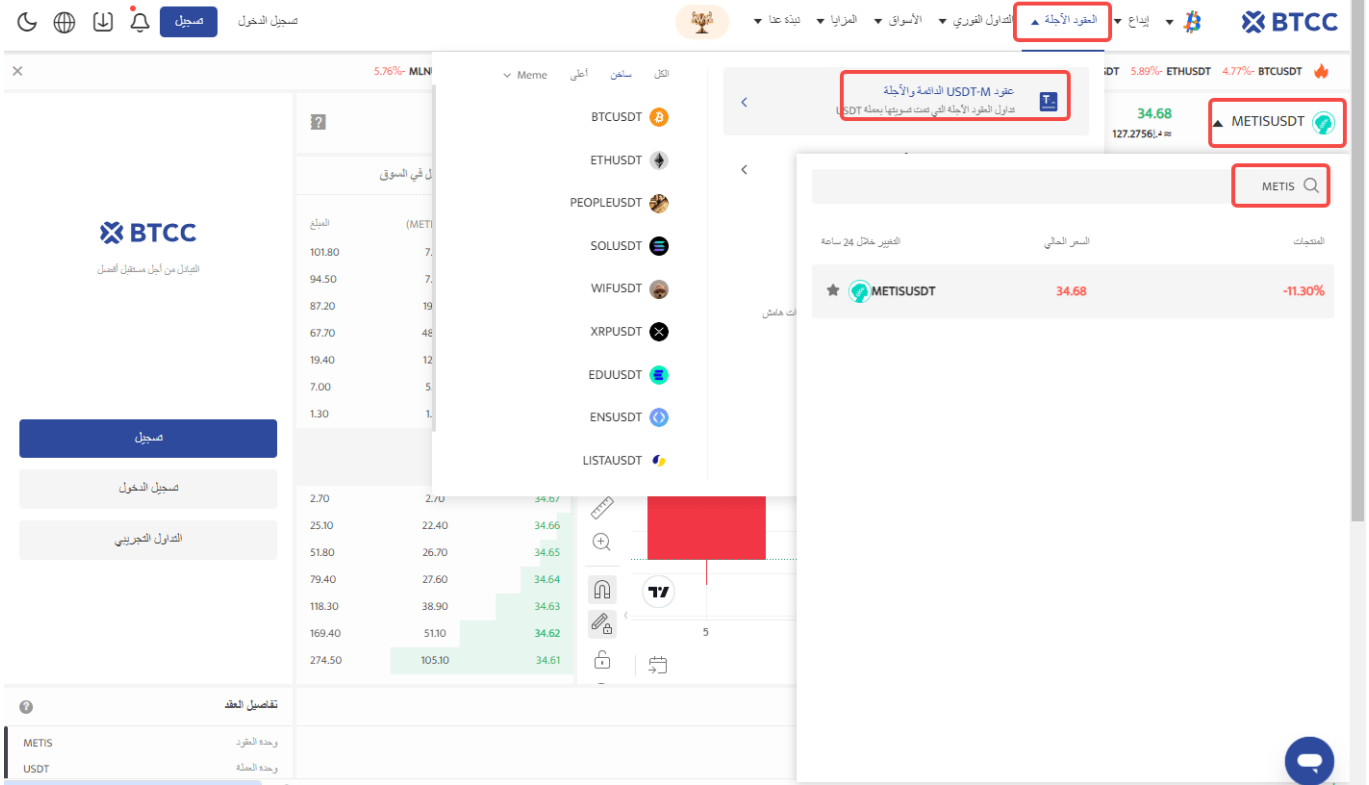 BTCC
إيداع
العقود الآجلة
التداول الفوري
الأسواق
المزايا
نبذة عنا
تسجيل الدخول
تسجيل
BTCUSDT -4.77%
ETHUSDT -5.89%
MLN -5.76%
METISUSDT
34.68
عقود USDT-M الدائمة والآجلة
تداول العقود الآجلة التي تمت تسويتها بعملة USDT
الكل
ساخن
أعلى
Meme
BTCUSDT
ETHUSDT
PEOPLEUSDT
SOLUSDT
WIFUSDT
XRPUSDT
EDUUSDT
ENSUSDT
LISTAUSDT
METIS
المنتجات
السعر الحالي
التغيير خلال 24 ساعة
METISUSDT 34.68 -11.30%
في السوق
المبلغ
101.80
94.50
87.20
67.70
19.40
7.00
1.30
2.70 2.70 34.67
25.10 22.40 34.66
51.80 26.70 34.65
79.40 27.60 34.64
118.30 38.90 34.63
169.40 51.10 34.62
274.50 105.10 34.61
5
BTCC
التبادل من أجل مستقبل أفضل
تسجيل
تسجيل الدخول
التداول التجريبي
تفاصيل العقد
وحدة العقود METIS
وحدة العملة USDT